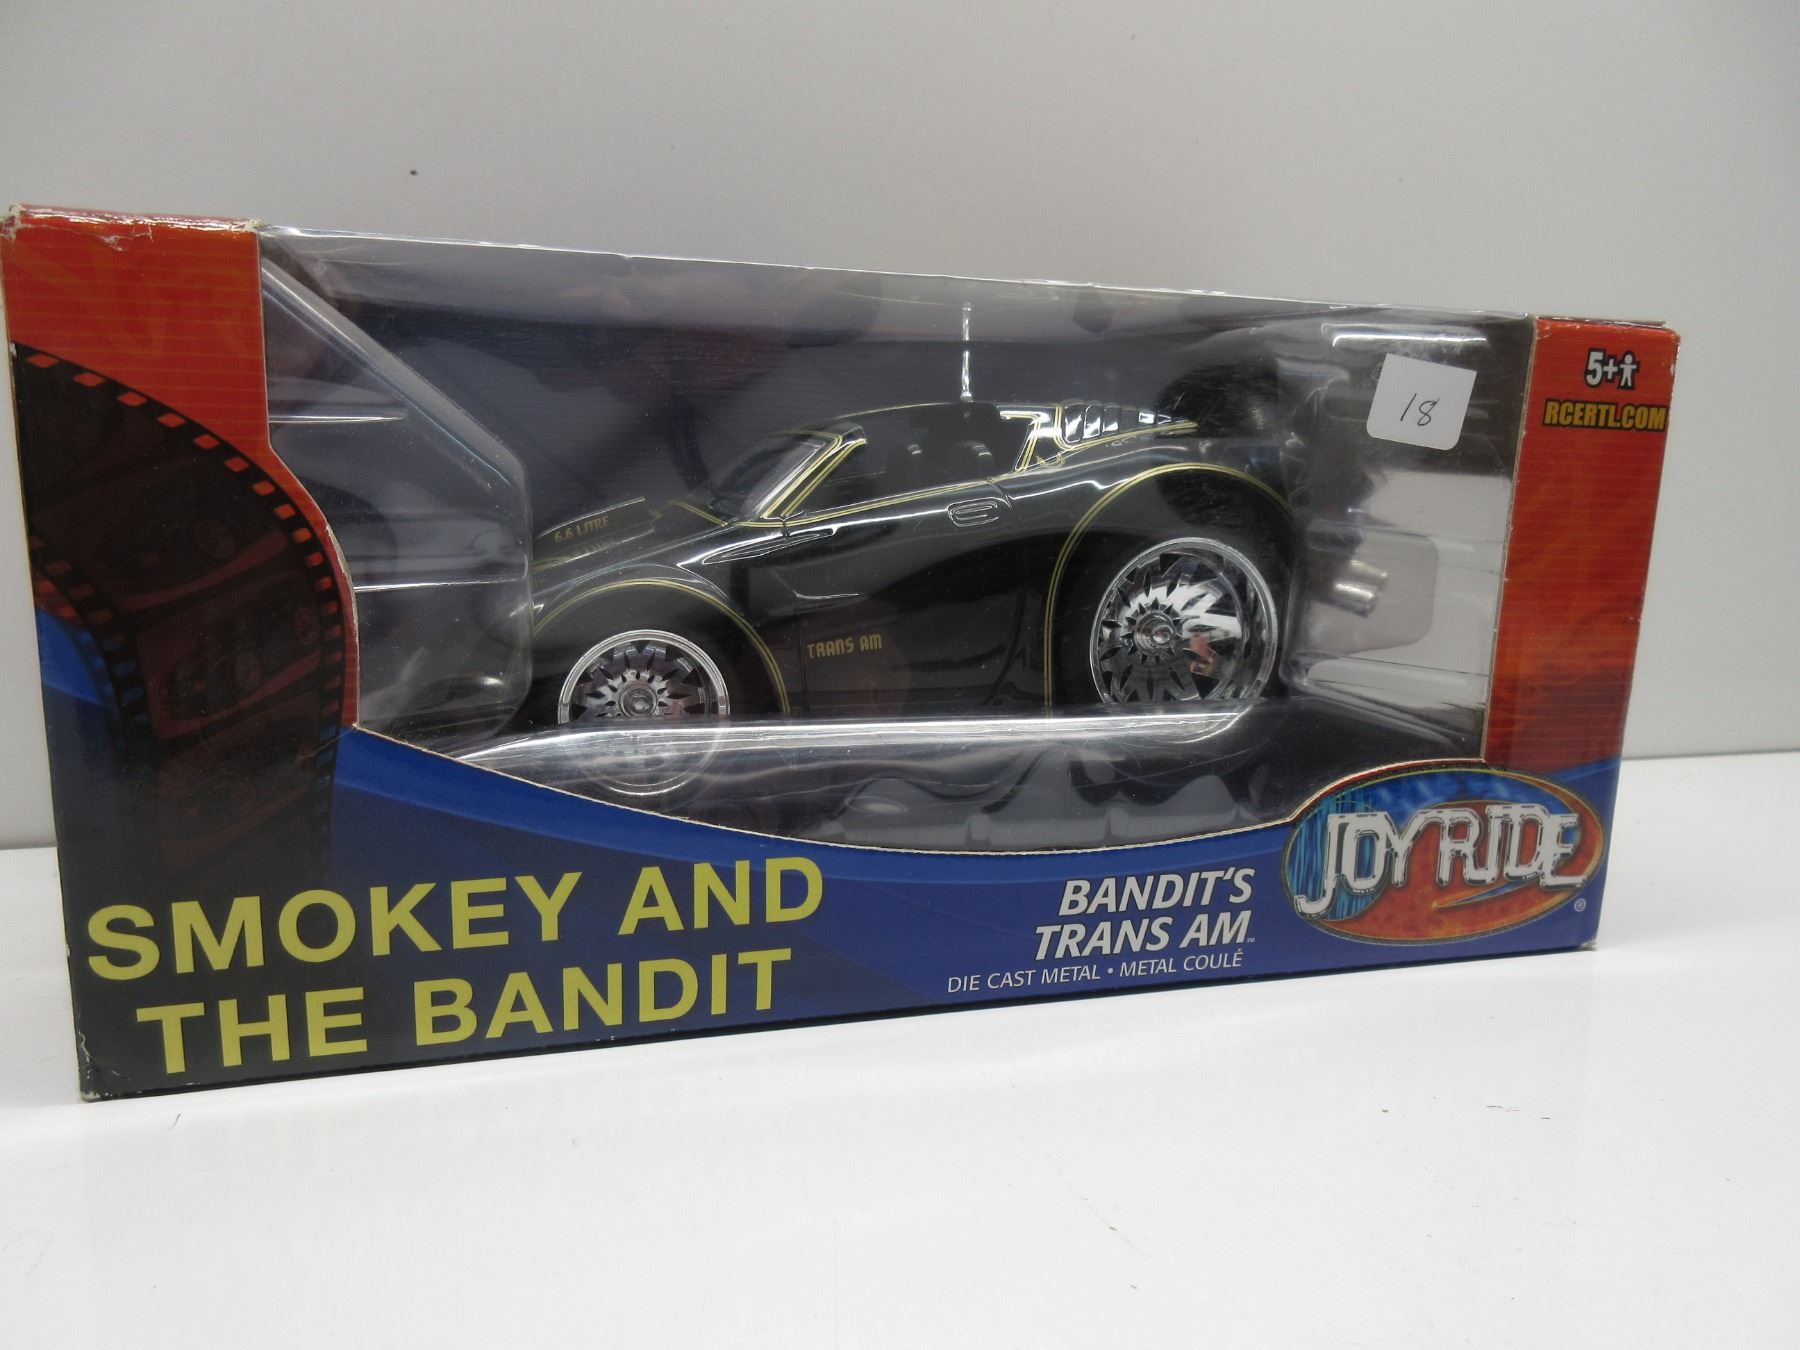 5+
RCERTL.COM
18
6.6 LITRE
TRANS AM
SMOKEY AND
THE BANDIT
BANDIT'S
TRANS AM™
DIE CAST METAL • METAL COULÉ
JOYRIDE®